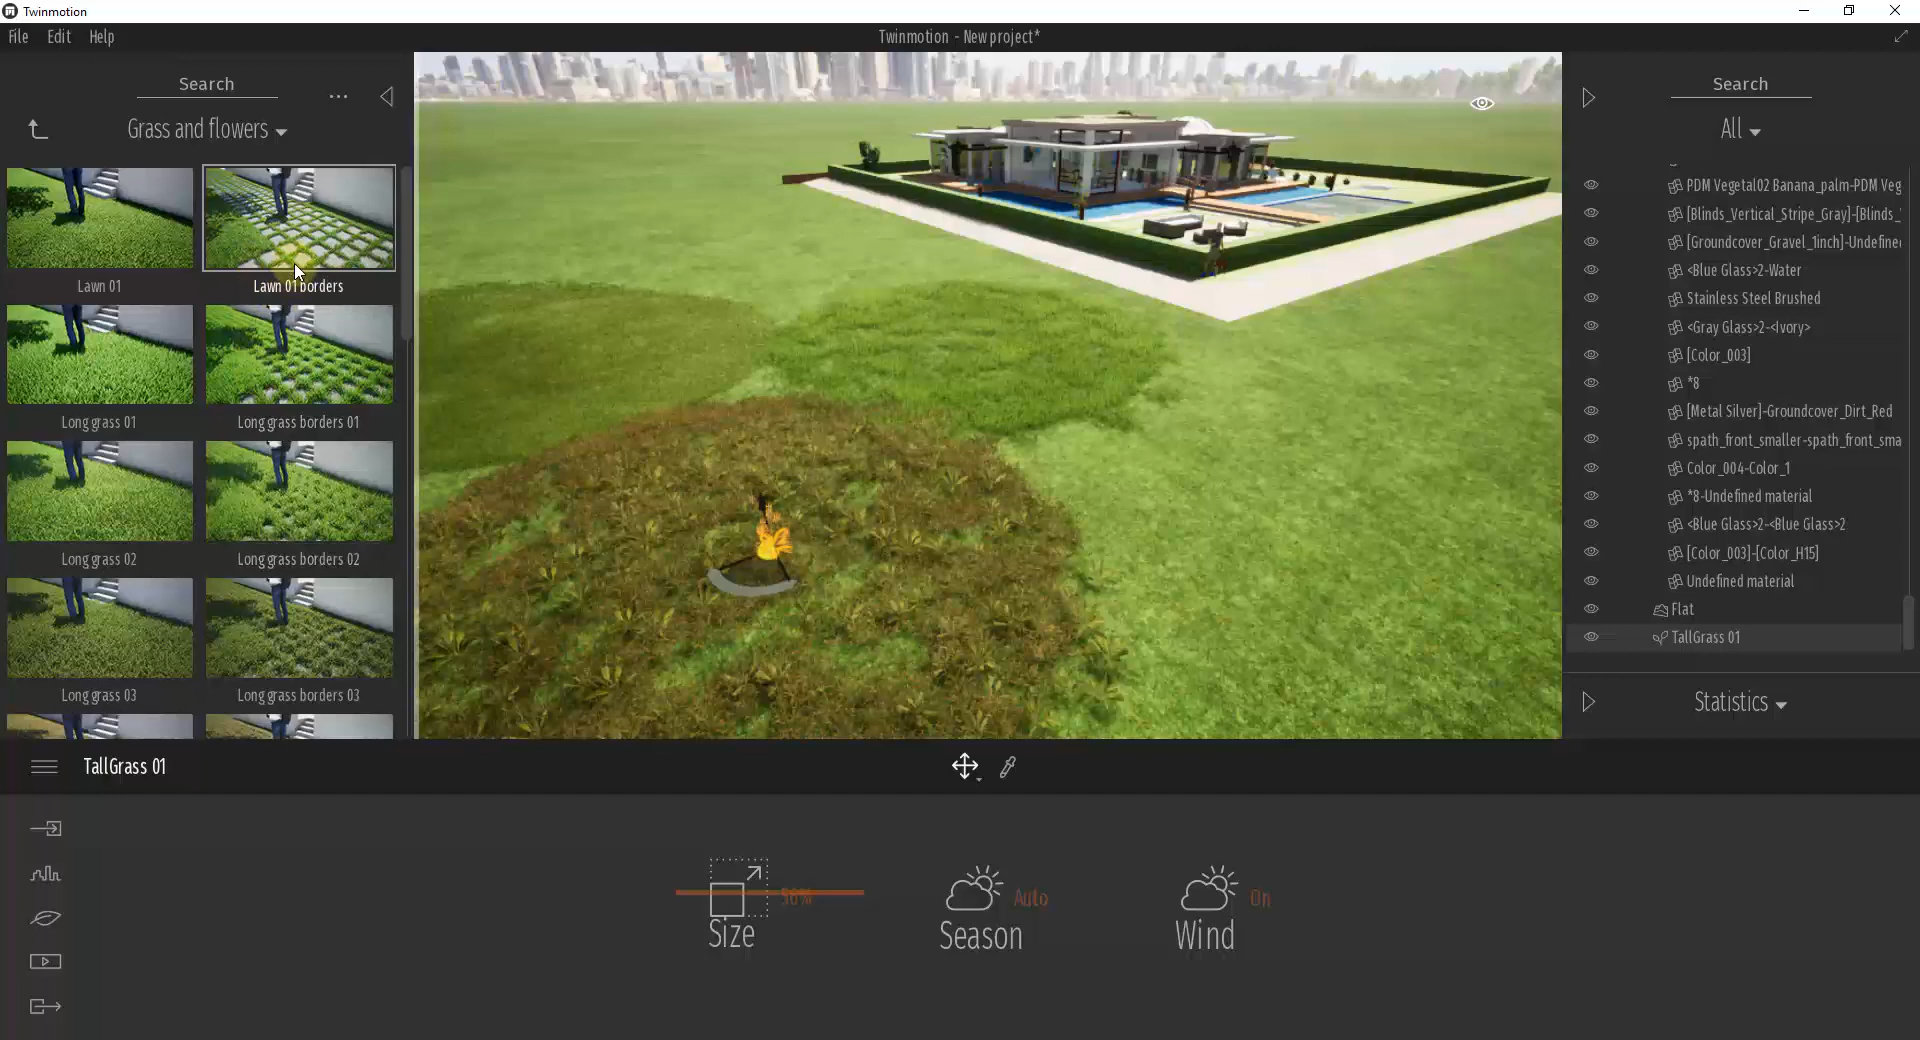 Twinmotion
File Edit Help
Twinmotion - New project*
Search
Grass and flowers
Lawn 01
Lawn 01 borders
Long grass 01
Long grass borders 01
Long grass 02
Long grass borders 02
Long grass 03
Long grass borders 03
Search
All
PDM Vegetal02 Banana_palm-PDM Veg
[Blinds_Vertical_Stripe_Gray]-[Blinds_
[Groundcover_Gravel_1inch]-Undefine
<Blue Glass>2-Water
Stainless Steel Brushed
<Gray Glass>2-<Ivory>
[Color_003]
*8
[Metal Silver]-Groundcover_Dirt_Red
spath_front_smaller-spath_front_sma
Color_004-Color_1
*8-Undefined material
<Blue Glass>2-<Blue Glass>2
[Color_003]-[Color_H15]
Undefined material
Flat
TallGrass 01
Statistics
TallGrass 01
Size
Auto
Season
On
Wind